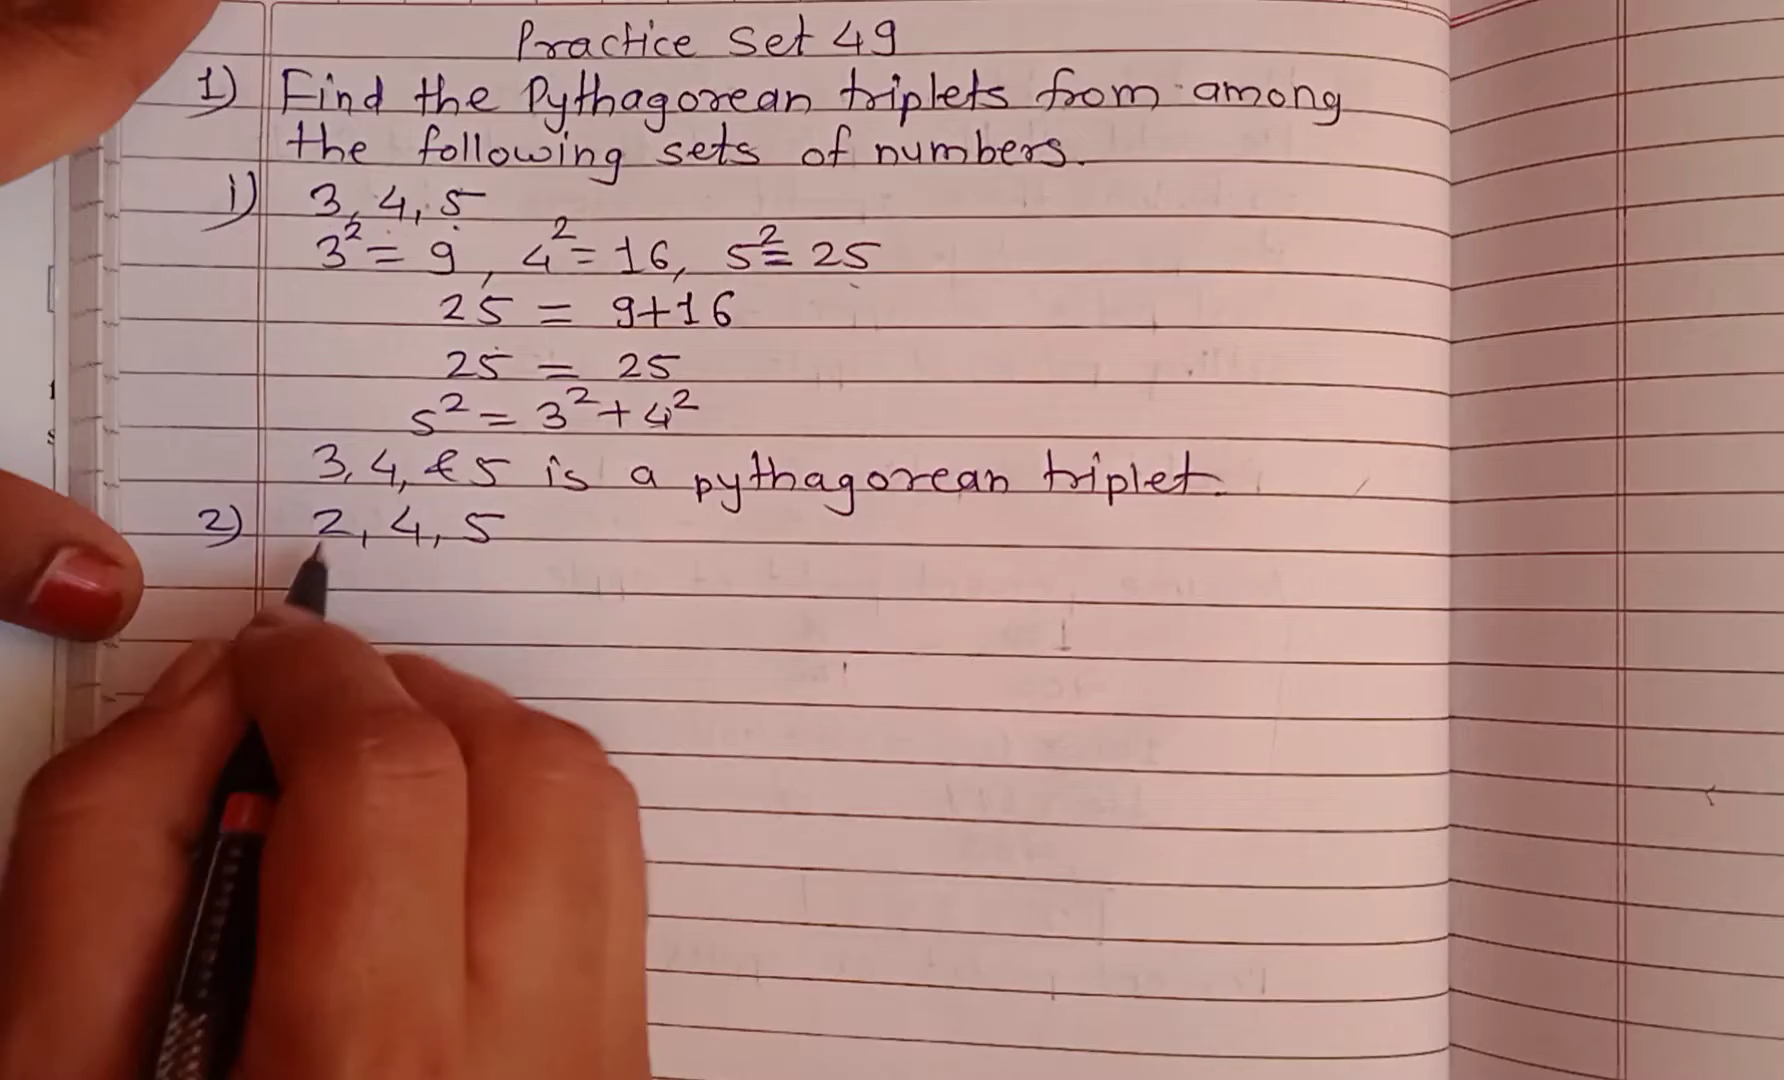 Practice Set 49
1) Find the Pythagorean triplets from among
the following sets of numbers.
i) 3, 4, 5
3² = 9, 4² = 16, 5² = 25
25 = 9+16
25 = 25
5² = 3² + 4²
3, 4, & 5 is a pythagorean triplet.
2) 2, 4, 5